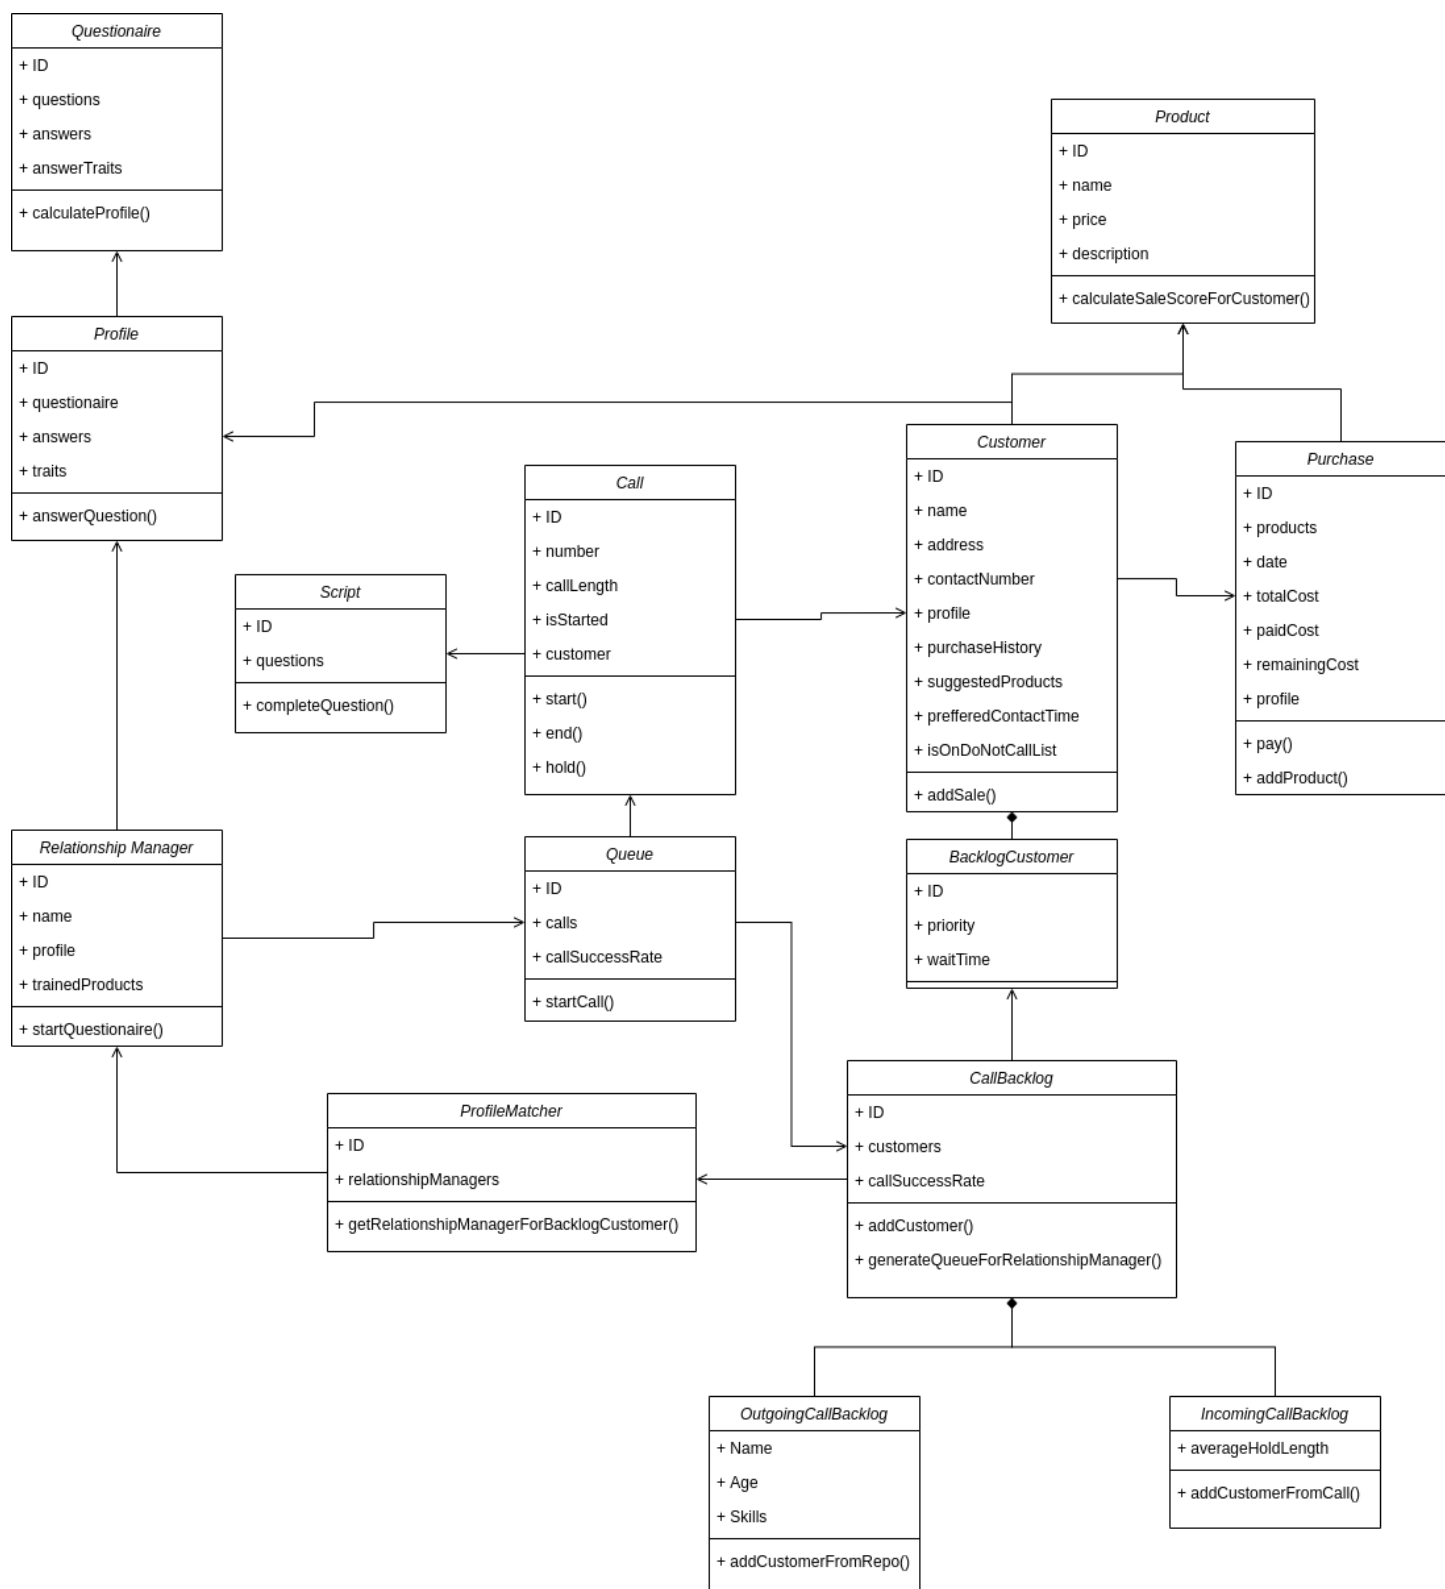 Questionaire
+ ID
+ questions
+ answers
+ answerTraits
+ calculateProfile()
Product
+ ID
+ name
+ price
+ description
+ calculateSaleScoreForCustomer()
Profile
+ ID
+ questionaire
+ answers
+ traits
+ answerQuestion()
Script
+ ID
+ questions
+ completeQuestion()
Call
+ ID
+ number
+ callLength
+ isStarted
+ customer
+ start()
+ end()
+ hold()
Customer
+ ID
+ name
+ address
+ contactNumber
+ profile
+ purchaseHistory
+ suggestedProducts
+ prefferedContactTime
+ isOnDoNotCallList
+ addSale()
Purchase
+ ID
+ products
+ date
+ totalCost
+ paidCost
+ remainingCost
+ profile
+ pay()
+ addProduct()
Relationship Manager
+ ID
+ name
+ profile
+ trainedProducts
+ startQuestionaire()
Queue
+ ID
+ calls
+ callSuccessRate
+ startCall()
BacklogCustomer
+ ID
+ priority
+ waitTime
ProfileMatcher
+ ID
+ relationshipManagers
+ getRelationshipManagerForBacklogCustomer()
CallBacklog
+ ID
+ customers
+ callSuccessRate
+ addCustomer()
+ generateQueueForRelationshipManager()
OutgoingCallBacklog
+ Name
+ Age
+ Skills
+ addCustomerFromRepo()
IncomingCallBacklog
+ averageHoldLength
+ addCustomerFromCall()